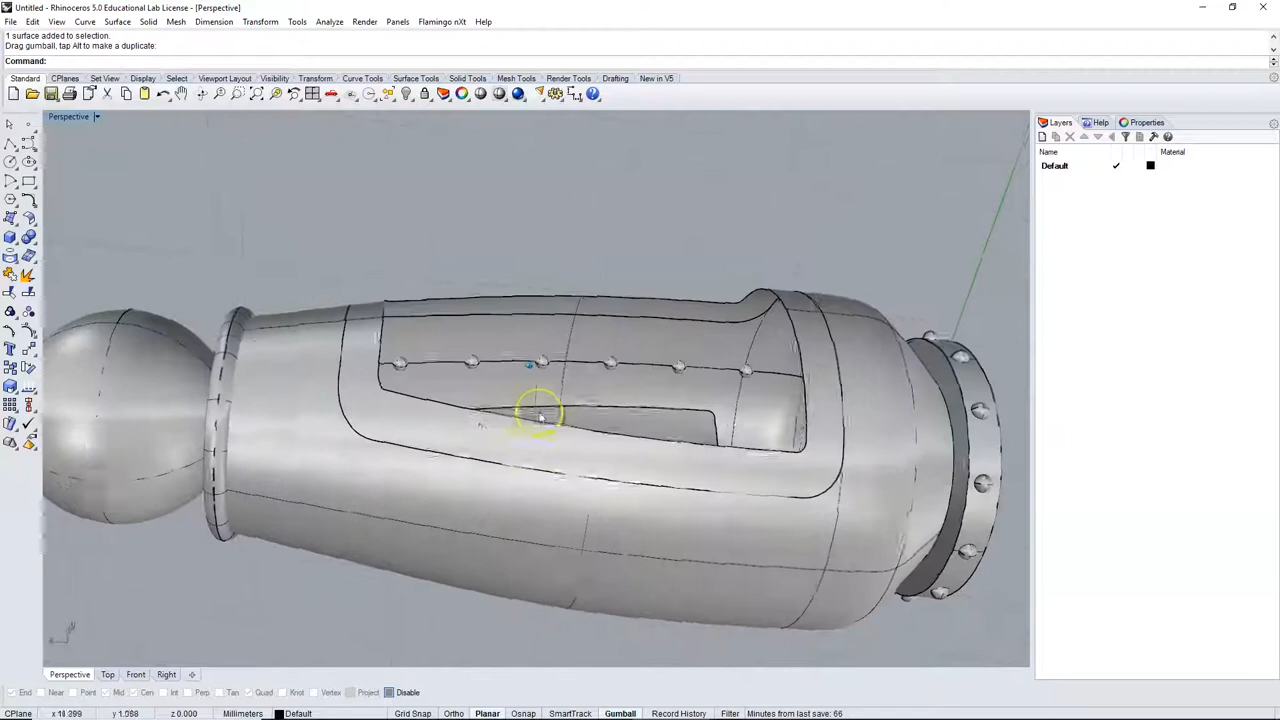 Untitled - Rhinoceros 5.0 Educational Lab License - [Perspective]
File Edit View Curve Surface Solid Mesh Dimension Transform Tools Analyze Render Panels Flamingo nXt Help
1 surface added to selection.
Drag gumball, tap Alt to make a duplicate:
Command:
Standard CPlanes Set View Display Select Viewport Layout Visibility Transform Curve Tools Surface Tools Solid Tools Mesh Tools Render Tools Drafting New in V5
Perspective
Layers Help Properties
Name Material
Default
Perspective Top Front Right
End Near Point Mid Cen Int Perp Tan Quad Knot Vertex Project Disable
CPlane x 18.399 y 1.098 z 0.000 Millimeters Default Grid Snap Ortho Planar Osnap SmartTrack Gumball Record History Filter Minutes from last save: 66